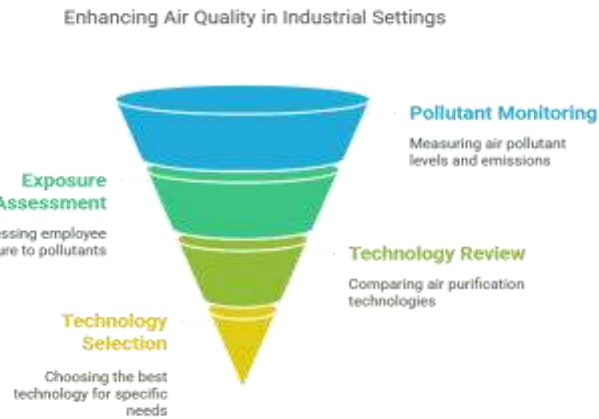 Enhancing Air Quality in Industrial Settings
Pollutant Monitoring
Measuring air pollutant
levels and emissions
Exposure
Assessment
employee
to pollutants
Technology Review
Comparing air purification
technologies
Technology
Selection
Choosing the best
technology for specific
needs